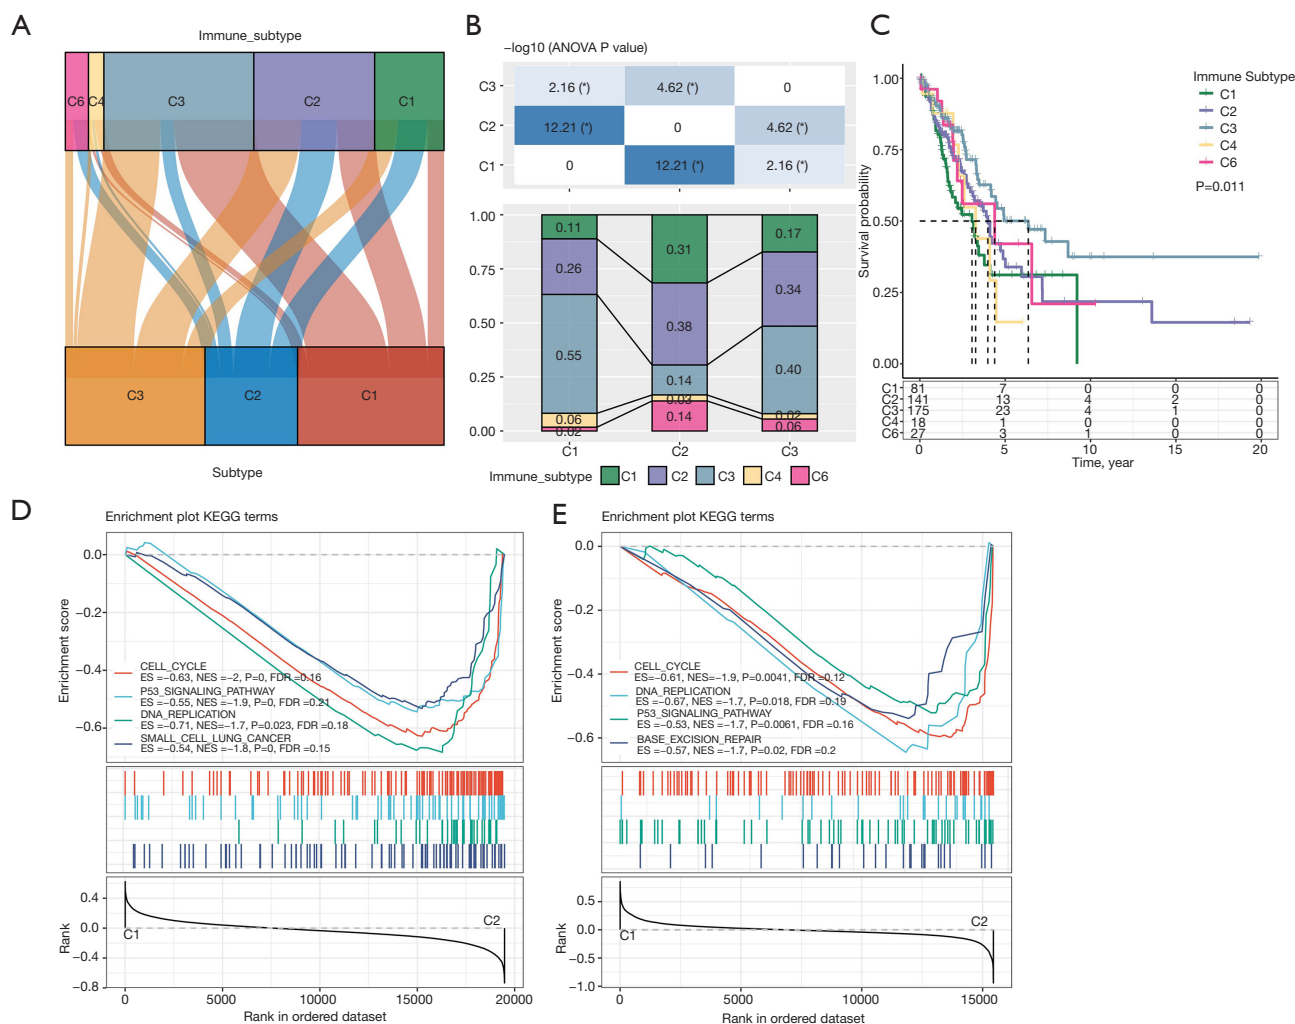 A
Immune_subtype
C6
C4
C3
C2
C1
C3
C2
C1
Subtype
B
−log10 (ANOVA P value)
C3
2.16 (*)
4.62 (*)
0
C2
12.21 (*)
0
4.62 (*)
C1
0
12.21 (*)
2.16 (*)
1.00
0.75
0.50
0.25
0.00
0.11
0.26
0.55
0.06
0.02
0.31
0.38
0.14
0.03
0.14
0.17
0.34
0.40
0.02
0.06
C1
C2
C3
Immune_subtype C1 C2 C3 C4 C6
C
Survival probability
1.00
0.75
0.50
0.25
0.00
Immune Subtype
C1
C2
C3
C4
C6
P=0.011
C1 81 7 0 0 0
C2 141 13 4 2 0
C3 175 23 4 1 0
C4 18 1 0 0 0
C6 27 3 1 0 0
0 5 10 15 20
Time, year
D
Enrichment plot KEGG terms
Enrichment score
0.0
−0.2
−0.4
−0.6
CELL_CYCLE
ES =−0.63, NES =−2, P=0, FDR =0.16
P53_SIGNALING_PATHWAY
ES =−0.55, NES =−1.9, P=0, FDR =0.21
DNA_REPLICATION
ES =−0.71, NES=−1.7, P=0.023, FDR =0.18
SMALL_CELL_LUNG_CANCER
ES =−0.54, NES =−1.8, P=0, FDR =0.15
Rank
0.4
0.0
−0.4
−0.8
C1
C2
0 5000 10000 15000 20000
Rank in ordered dataset
E
Enrichment plot KEGG terms
Enrichment score
0.0
−0.2
−0.4
−0.6
CELL_CYCLE
ES=−0.61, NES=−1.9, P=0.0041, FDR =0.12
DNA_REPLICATION
ES =−0.67, NES =−1.7, P=0.018, FDR =0.19
P53_SIGNALING_PATHWAY
ES =−0.53, NES =−1.7, P=0.0061, FDR =0.16
BASE_EXCISION_REPAIR
ES =−0.57, NES =−1.7, P=0.02, FDR =0.2
Rank
0.5
0.0
−0.5
−1.0
C1
C2
0 5000 10000 15000
Rank in ordered dataset